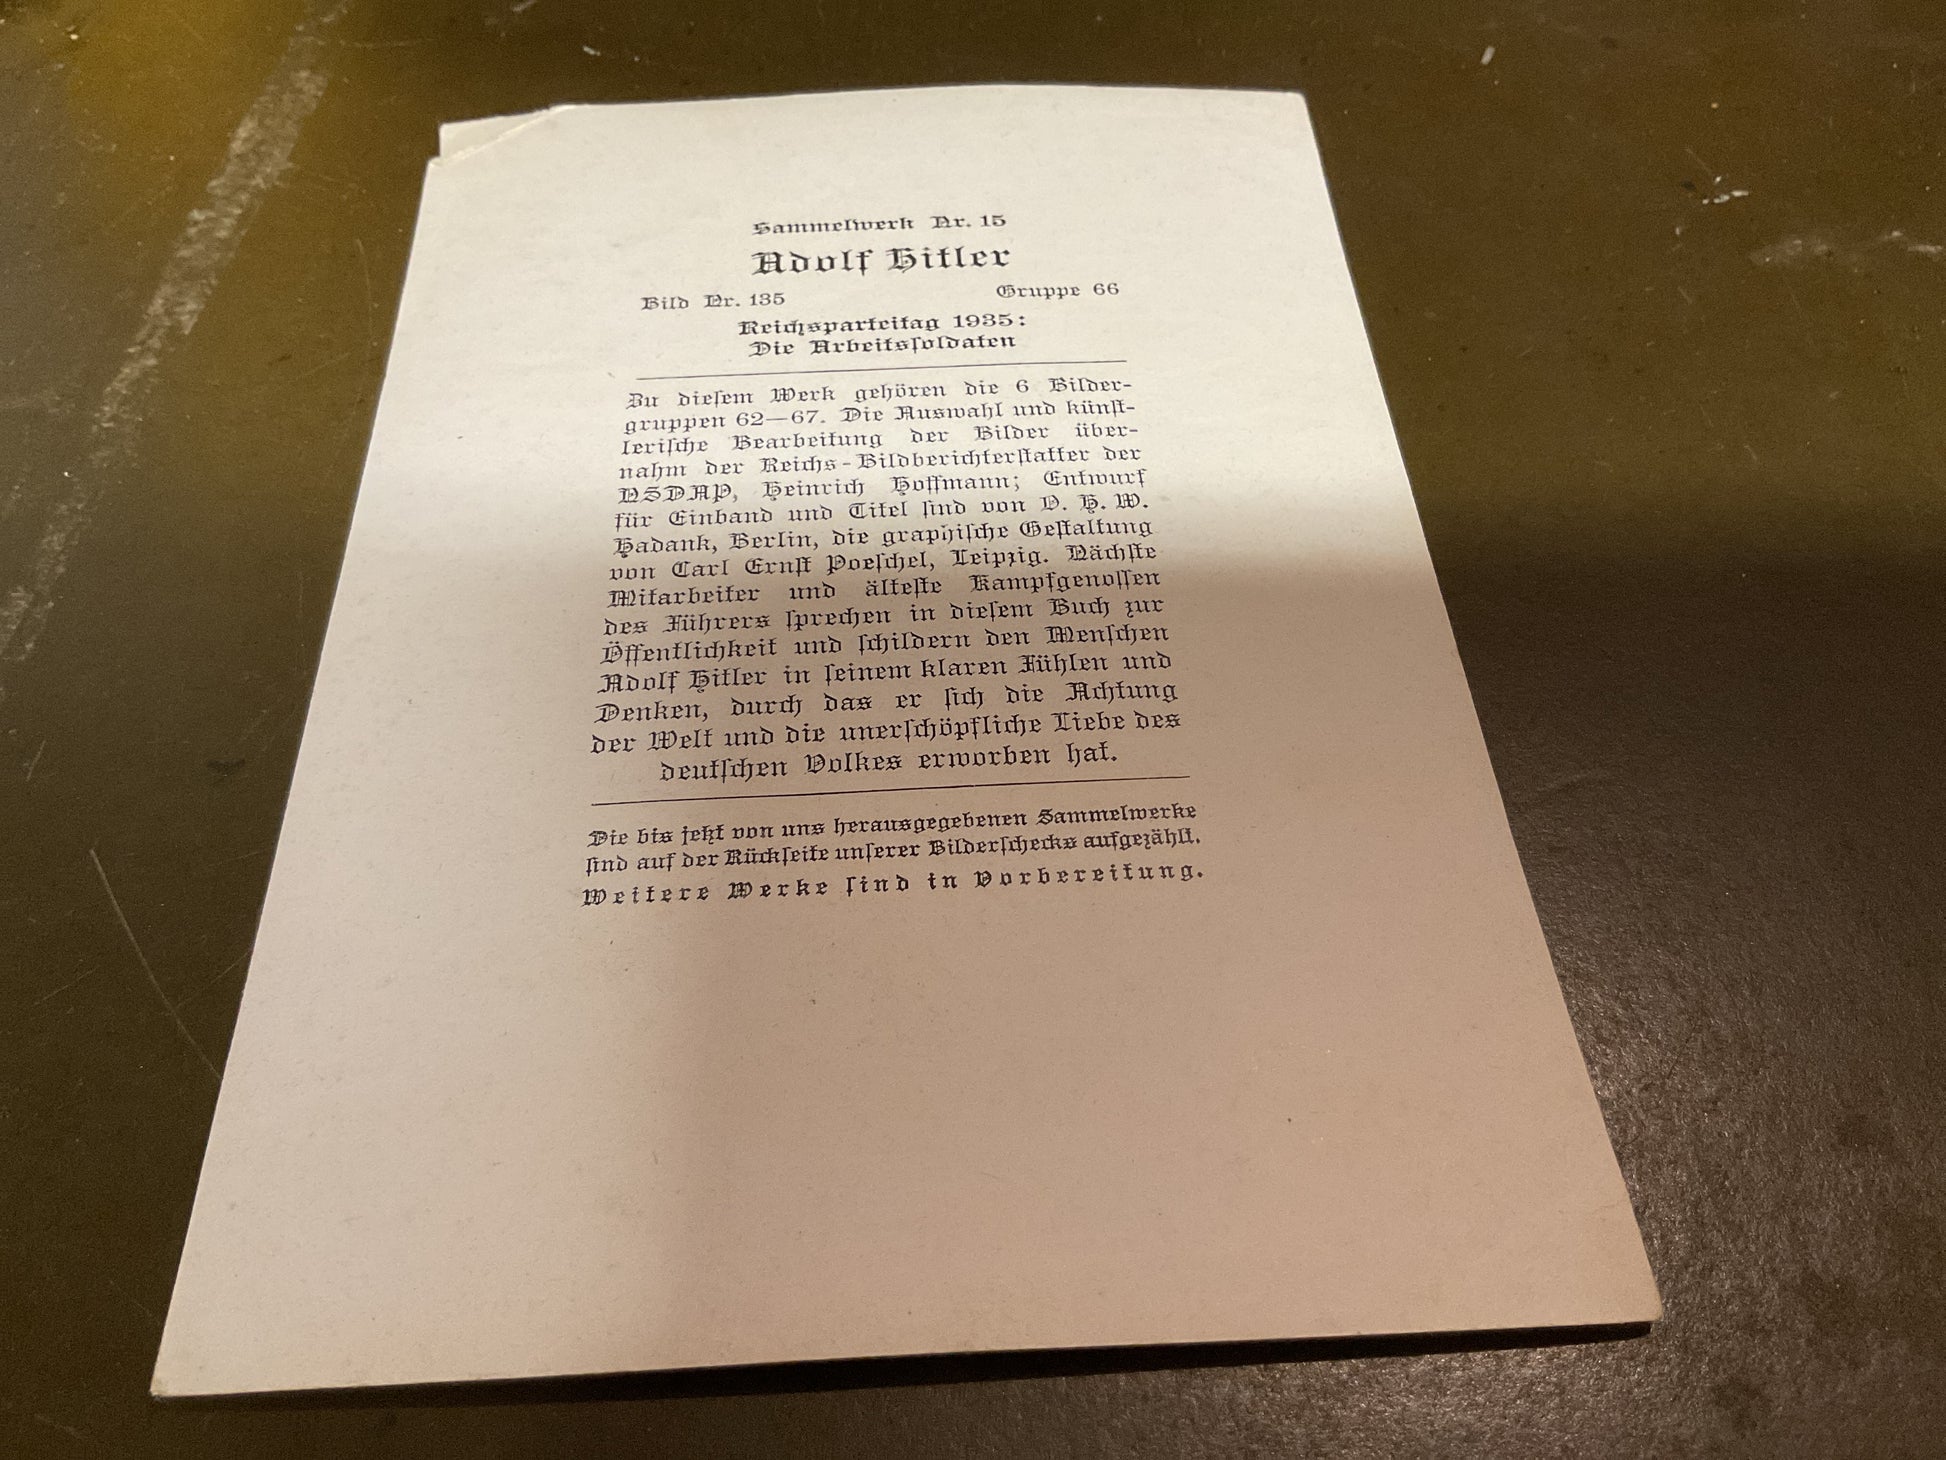 Sammelwerk Nr. 15
Adolf Hitler
Bild Nr. 135 Gruppe 66
Reichsparteitag 1935:
Die Arbeitssoldaten
Zu diesem Werk gehören die 6 Bilder-
gruppen 62—67. Die Auswahl und künst-
lerische Bearbeitung der Bilder über-
nahm der Reichs-Bildberichterstatter der
NSDAP, Heinrich Hoffmann; Entwurf
für Einband und Titel sind von O. H. W.
Hadank, Berlin, die graphische Gestaltung
von Carl Ernst Poeschel, Leipzig. Nächste
Mitarbeiter und älteste Kampfgenossen
des Führers sprechen in diesem Buch zur
Öffentlichkeit und schildern den Menschen
Adolf Hitler in seinem klaren Fühlen und
Denken, durch das er sich die Achtung
der Welt und die unerschöpfliche Liebe des
deutschen Volkes erworben hat.
Die bis jetzt von uns herausgegebenen Sammelwerke
sind auf der Rückseite unserer Bilderschecks aufgezählt.
Weitere Werke sind in Vorbereitung.